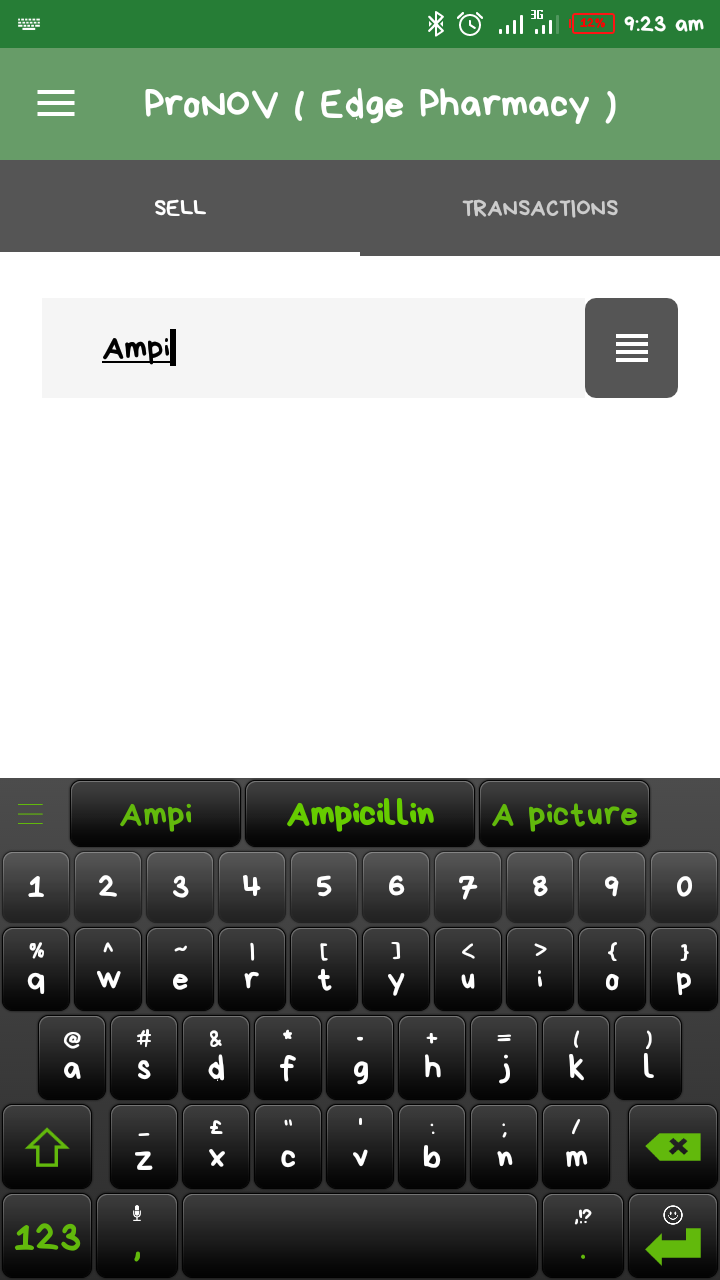 3G 12% 9:23 am
ProNOV ( Edge Pharmacy )
SELL TRANSACTIONS
Ampi
Ampi Ampicillin A picture
1 2 3 4 5 6 7 8 9 0
% ^ ~ | [ ] < > { }
q w e r t y u i o p
@ # & * - + = ( )
a s d f g h j k l
_ £ " ' : ; /
z x c v b n m
,!?
123 , .